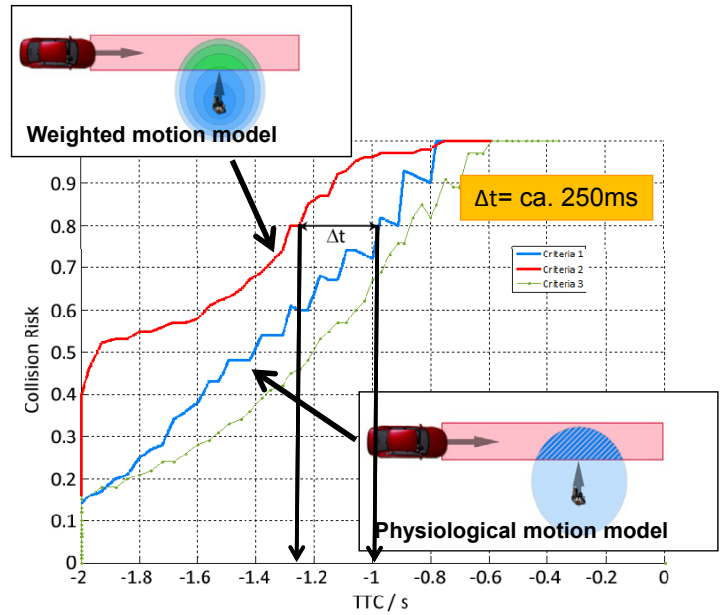 Weighted motion model
Δt= ca. 250ms
Δt
Criteria 1
Criteria 2
Criteria 3
Physiological motion model
Collision Risk
0.9
0.8
0.7
0.6
0.5
0.4
0.3
0.2
0.1
0
-2
-1.8
-1.6
-1.4
-1.2
-1
-0.8
-0.6
-0.4
-0.2
0
TTC / s